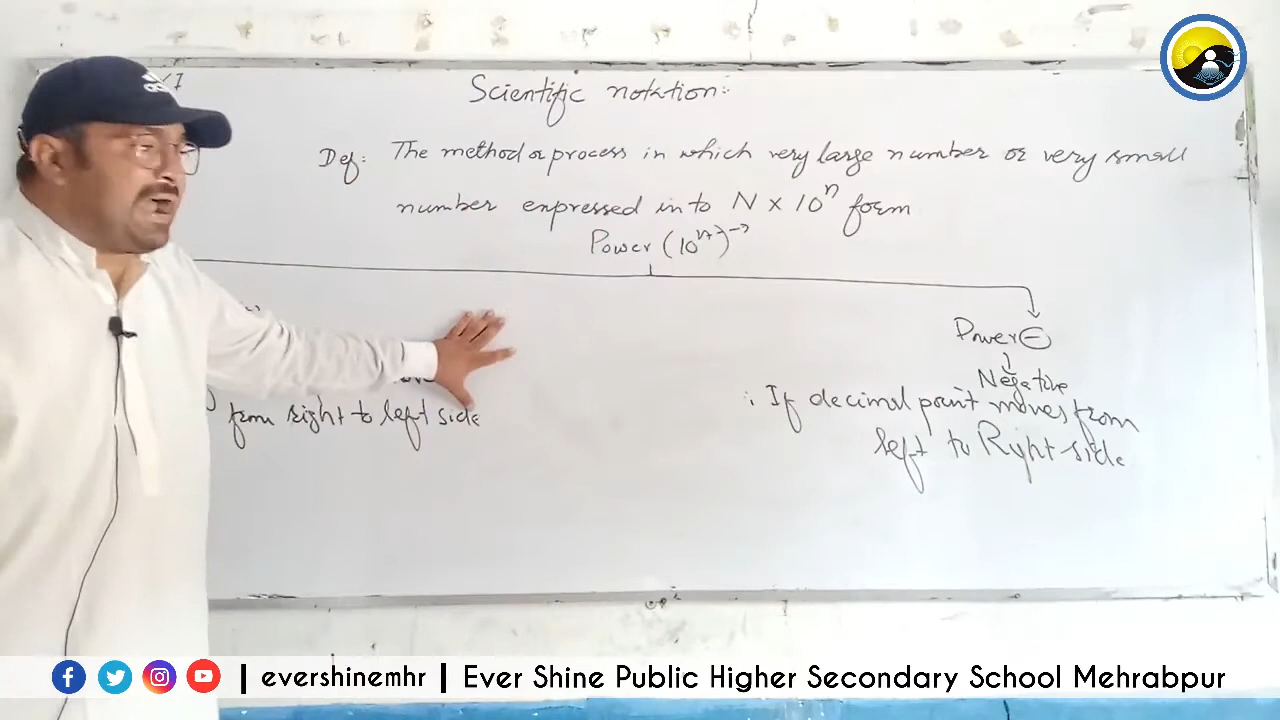 Scientific notation:
Def: The method or process in which very large number or very small
number expressed in to N × 10ⁿ form
Power
Power ⊖
Negative
∴ If decimal point moves from
left to Right side
from right to left side
| evershinemhr | Ever Shine Public Higher Secondary School Mehrabpur